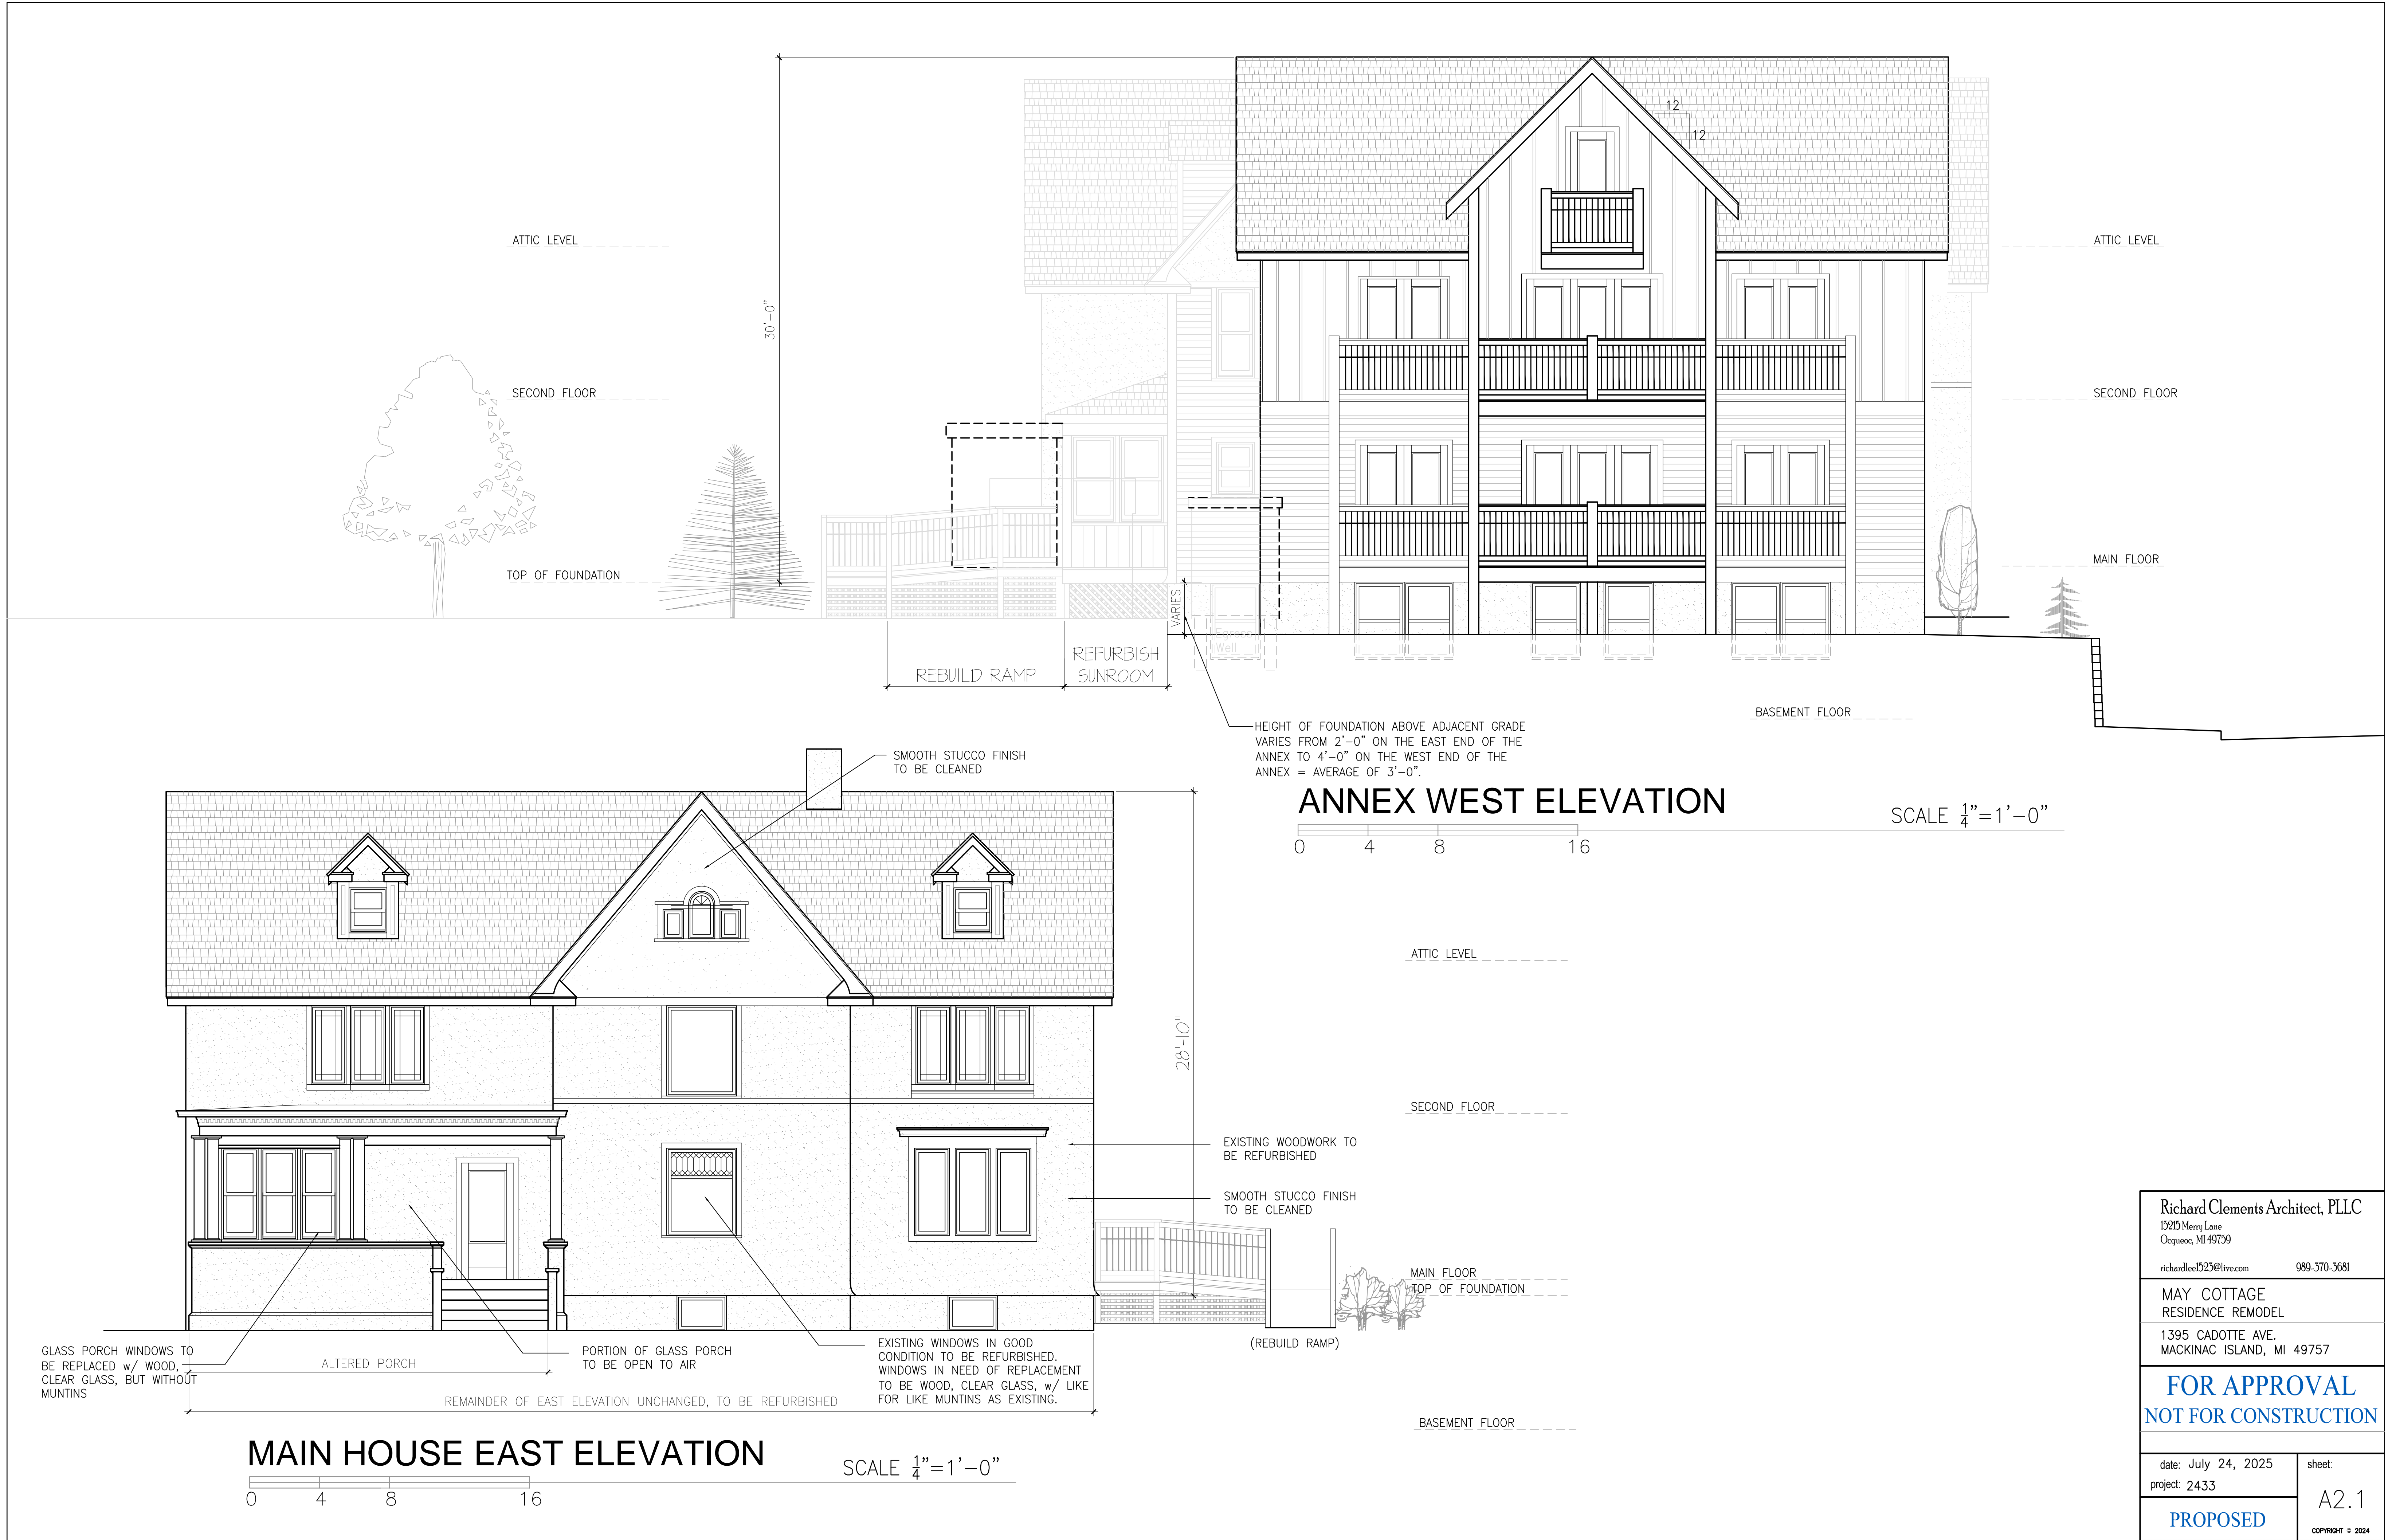 12
12
ATTIC LEVEL
ATTIC LEVEL
30'-0"
SECOND FLOOR
SECOND FLOOR
MAIN FLOOR
TOP OF FOUNDATION
VARIES
Egress
Well
REBUILD RAMP
REFURBISH
SUNROOM
BASEMENT FLOOR
HEIGHT OF FOUNDATION ABOVE ADJACENT GRADE
VARIES FROM 2'-0" ON THE EAST END OF THE
ANNEX TO 4'-0" ON THE WEST END OF THE
ANNEX = AVERAGE OF 3'-0".
ANNEX WEST ELEVATION
SCALE 1/4"=1'-0"
0 4 8 16
SMOOTH STUCCO FINISH
TO BE CLEANED
ATTIC LEVEL
28'-10"
SECOND FLOOR
EXISTING WOODWORK TO
BE REFURBISHED
SMOOTH STUCCO FINISH
TO BE CLEANED
MAIN FLOOR
TOP OF FOUNDATION
(REBUILD RAMP)
GLASS PORCH WINDOWS TO
BE REPLACED w/ WOOD,
CLEAR GLASS, BUT WITHOUT
MUNTINS
ALTERED PORCH
PORTION OF GLASS PORCH
TO BE OPEN TO AIR
EXISTING WINDOWS IN GOOD
CONDITION TO BE REFURBISHED.
WINDOWS IN NEED OF REPLACEMENT
TO BE WOOD, CLEAR GLASS, w/ LIKE
FOR LIKE MUNTINS AS EXISTING.
REMAINDER OF EAST ELEVATION UNCHANGED, TO BE REFURBISHED
BASEMENT FLOOR
MAIN HOUSE EAST ELEVATION
SCALE 1/4"=1'-0"
0 4 8 16
Richard Clements Architect, PLLC
15215 Merry Lane
Ocqueoc, MI 49759
richardlee1523@live.com 989-370-3681
MAY COTTAGE
RESIDENCE REMODEL
1395 CADOTTE AVE.
MACKINAC ISLAND, MI 49757
FOR APPROVAL
NOT FOR CONSTRUCTION
date: July 24, 2025
project: 2433
PROPOSED
sheet:
A2.1
COPYRIGHT © 2024